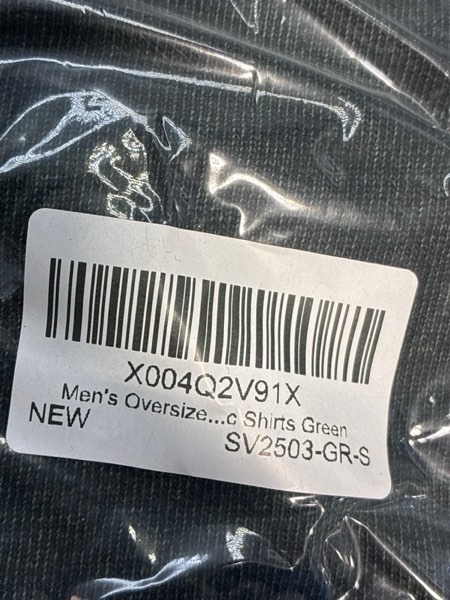 X004Q2V91X
Men's Oversize...c Shirts Green
NEW
SV2503-GR-S